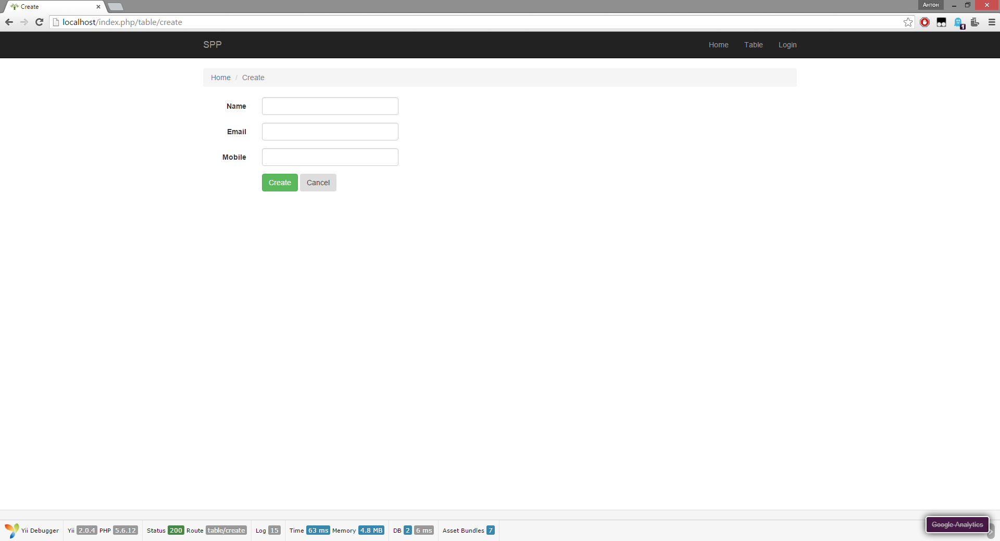 Create
Антон
localhost/index.php/table/create
1
SPP
Home Table Login
Home / Create
Name
Email
Mobile
Create Cancel
Yii Debugger Yii 2.0.4 PHP 5.6.12 Status 200 Route table/create Log 15 Time 63 ms Memory 4.8 MB DB 2 6 ms Asset Bundles 7
Google Analytics